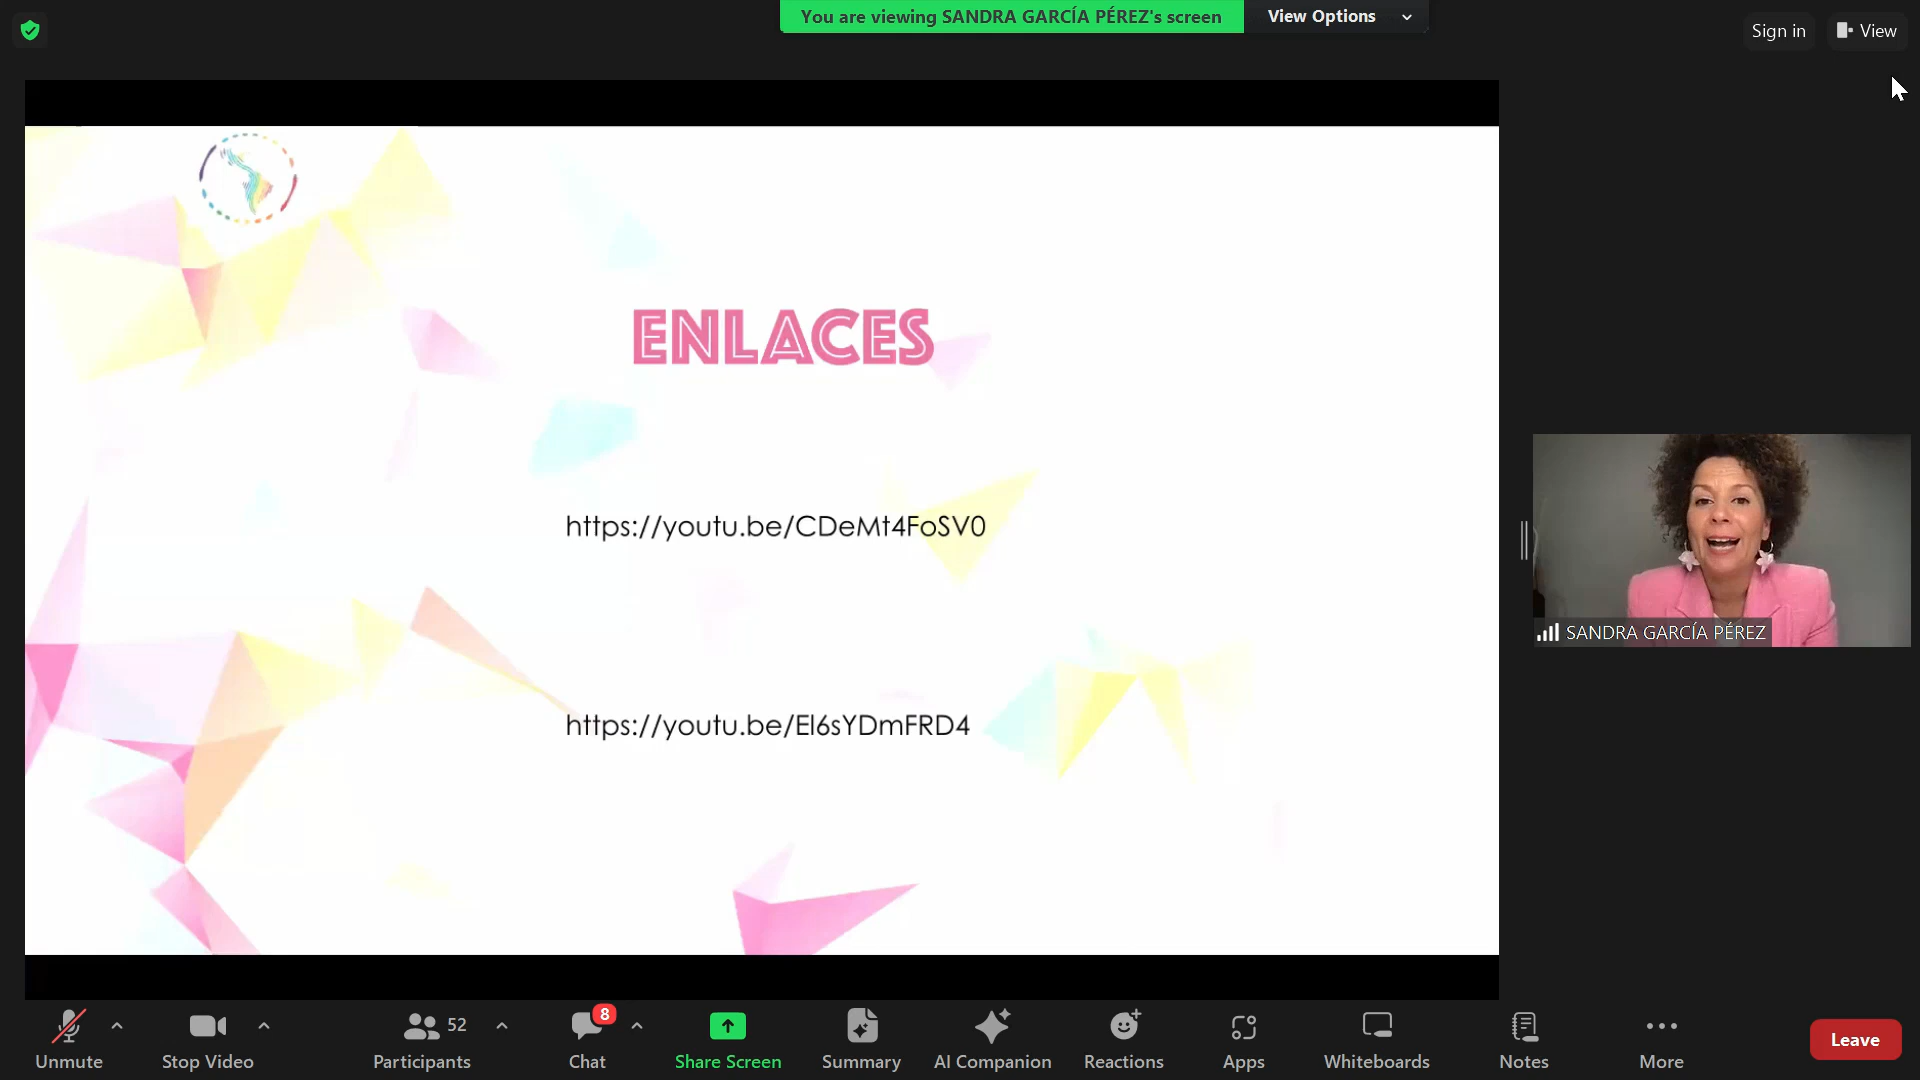 You are viewing SANDRA GARCÍA PÉREZ's screen
View Options
Sign in
View
ENLACES
https://youtu.be/CDeMt4FoSV0
https://youtu.be/El6sYDmFRD4
SANDRA GARCÍA PÉREZ
52
8
Unmute
Stop Video
Participants
Chat
Share Screen
Summary
AI Companion
Reactions
Apps
Whiteboards
Notes
More
Leave